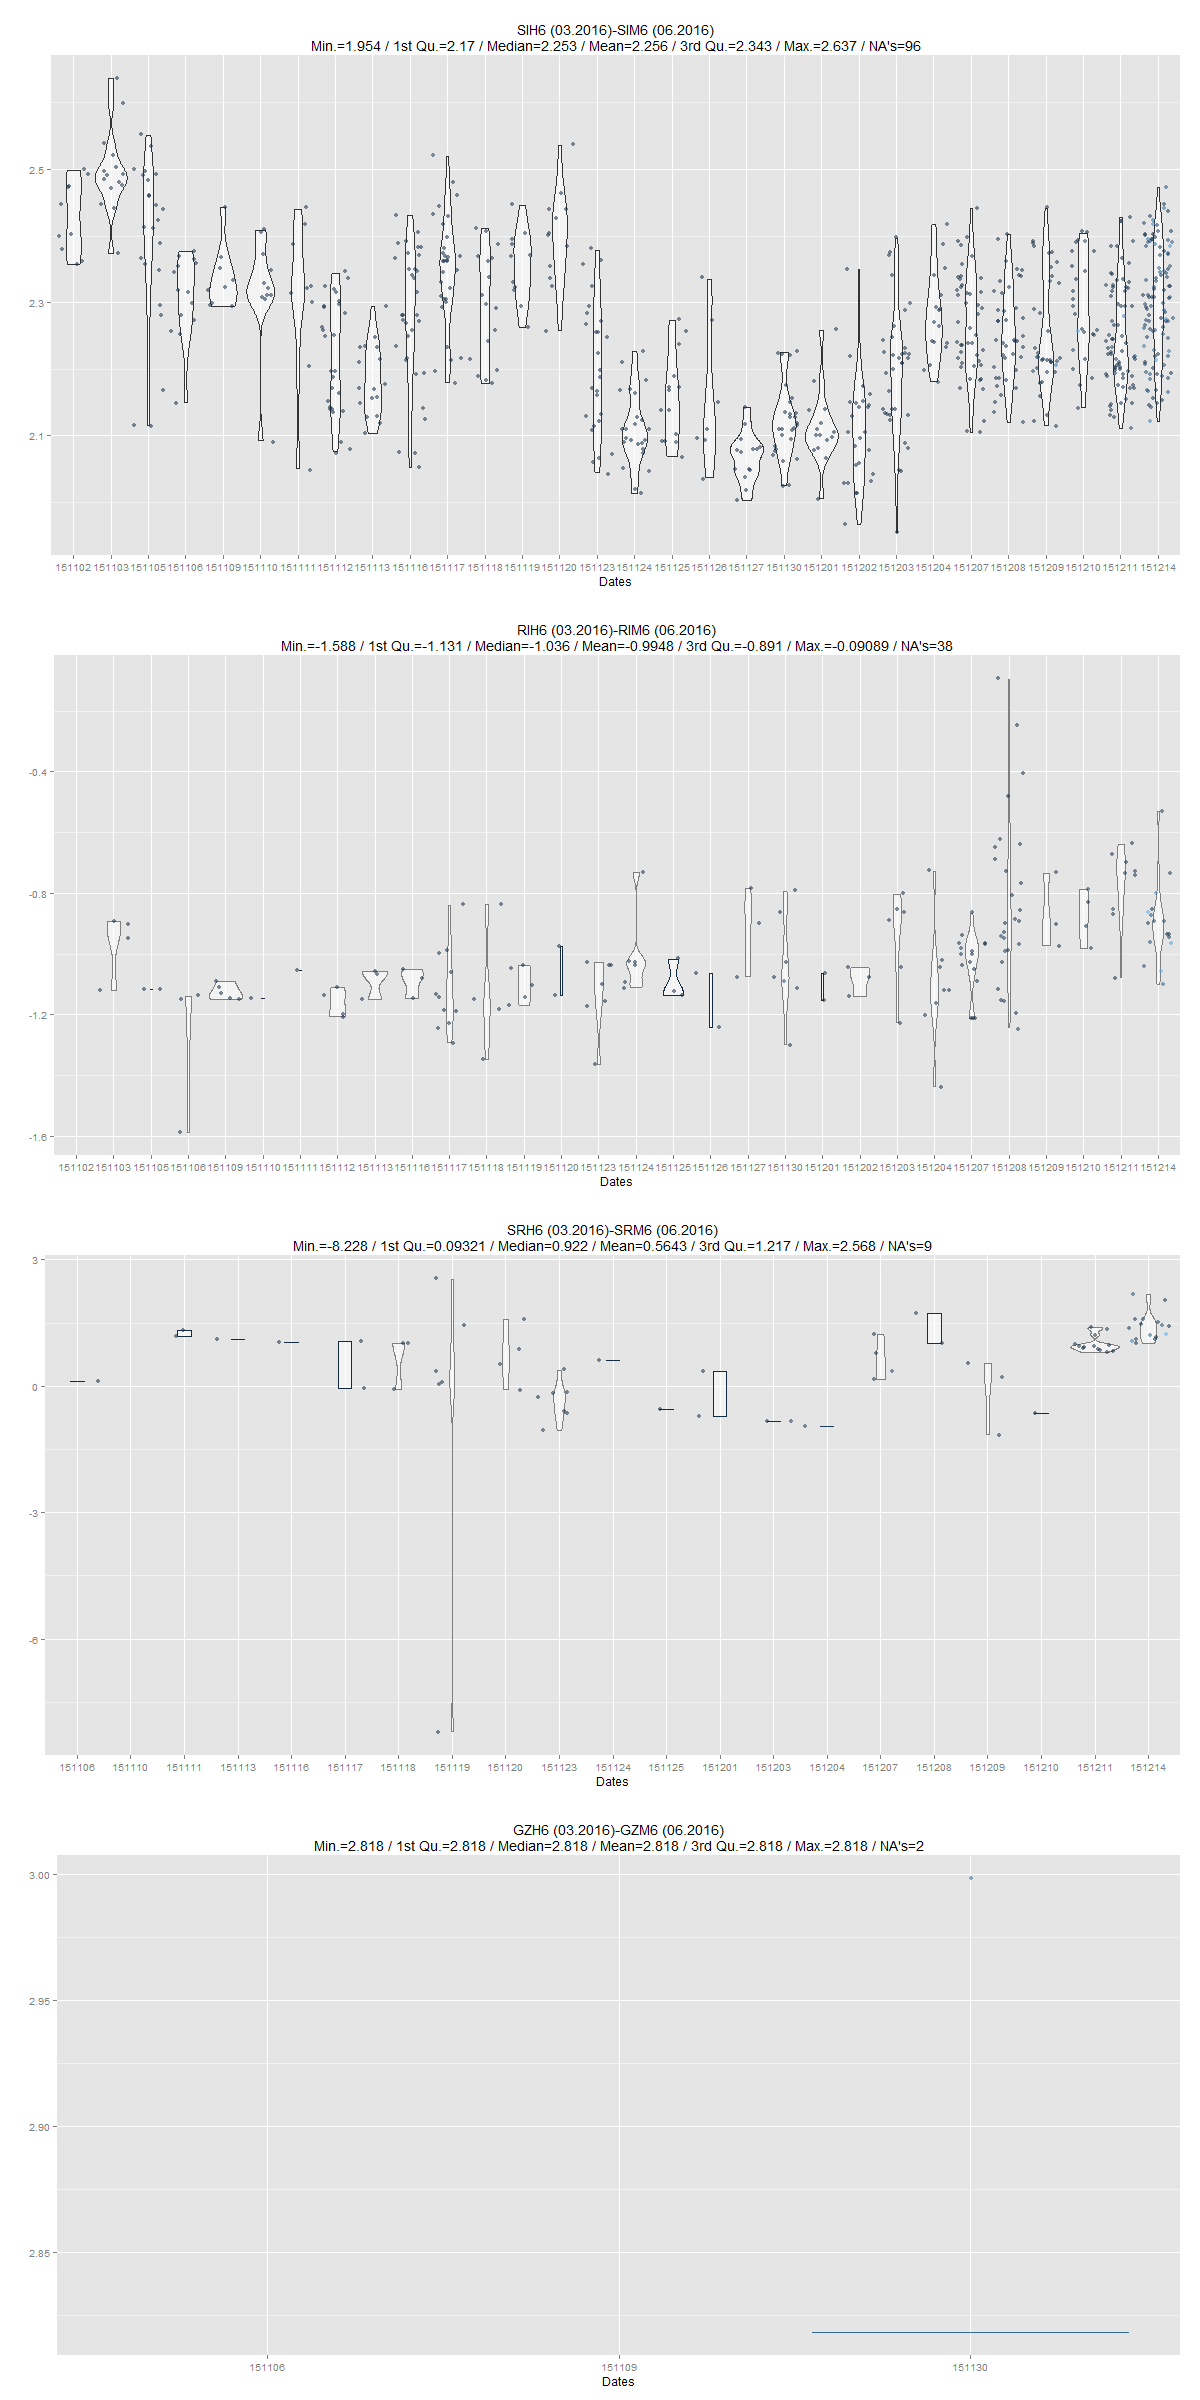 SIH6 (03.2016)-SIM6 (06.2016)
Min.=1.954 / 1st Qu.=2.17 / Median=2.253 / Mean=2.256 / 3rd Qu.=2.343 / Max.=2.637 / NA's=96
2.5
2.3
2.1
151102 151103 151105 151106 151109 151110 151111 151112 151113 151116 151117 151118 151119 151120 151123 151124 151125 151126 151127 151130 151201 151202 151203 151204 151207 151208 151209 151210 151211 151214
Dates
RIH6 (03.2016)-RIM6 (06.2016)
Min.=-1.588 / 1st Qu.=-1.131 / Median=-1.036 / Mean=-0.9948 / 3rd Qu.=-0.891 / Max.=-0.09089 / NA's=38
-0.4
-0.8
-1.2
-1.6
151102 151103 151105 151106 151109 151110 151111 151112 151113 151116 151117 151118 151119 151120 151123 151124 151125 151126 151127 151130 151201 151202 151203 151204 151207 151208 151209 151210 151211 151214
Dates
SRH6 (03.2016)-SRM6 (06.2016)
Min.=-8.228 / 1st Qu.=0.09321 / Median=0.922 / Mean=0.5643 / 3rd Qu.=1.217 / Max.=2.568 / NA's=9
3
0
-3
-6
151106 151110 151111 151113 151116 151117 151118 151119 151120 151123 151124 151125 151201 151203 151204 151207 151208 151209 151210 151211 151214
Dates
GZH6 (03.2016)-GZM6 (06.2016)
Min.=2.818 / 1st Qu.=2.818 / Median=2.818 / Mean=2.818 / 3rd Qu.=2.818 / Max.=2.818 / NA's=2
3.00
2.95
2.90
2.85
151106 151109 151130
Dates